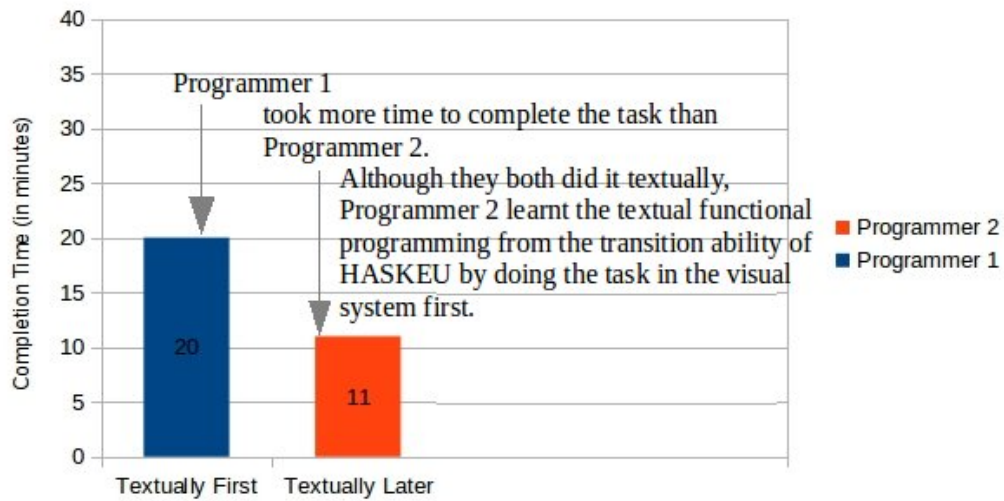 40
35
Programmer 1
took more time to complete the task than
30
Programmer 2.
25
Although they both did it textually,
Programmer 2 learnt the textual functional
20
programming from the transition ability of
HASKEU by doing the task in the visual
15
system first.
10
5
0
Completion Time (in minutes)
20
11
Textually First
Textually Later
Programmer 2
Programmer 1